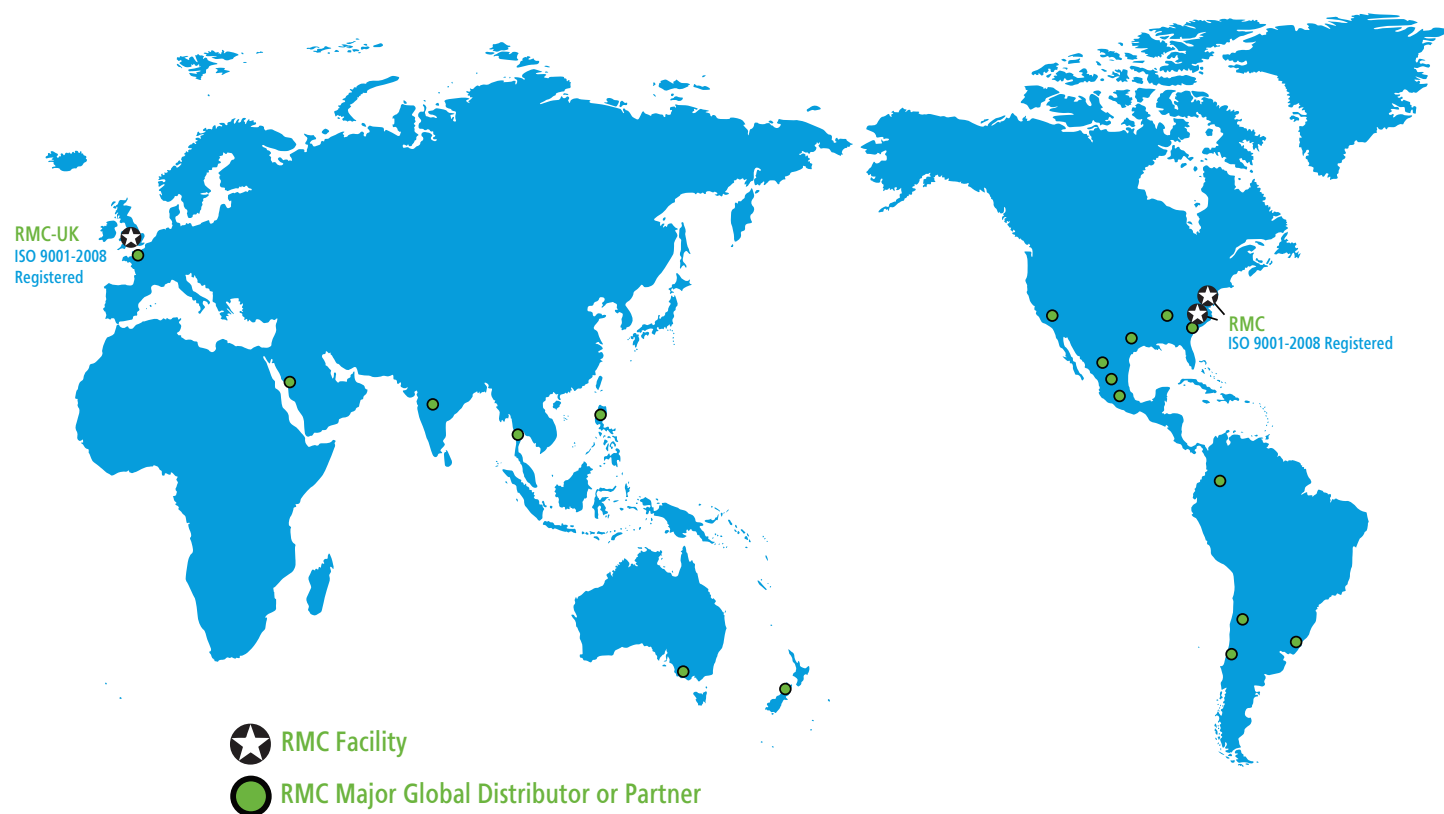 RMC-UK
ISO 9001-2008
Registered
RMC
ISO 9001-2008 Registered
RMC Facility
RMC Major Global Distributor or Partner